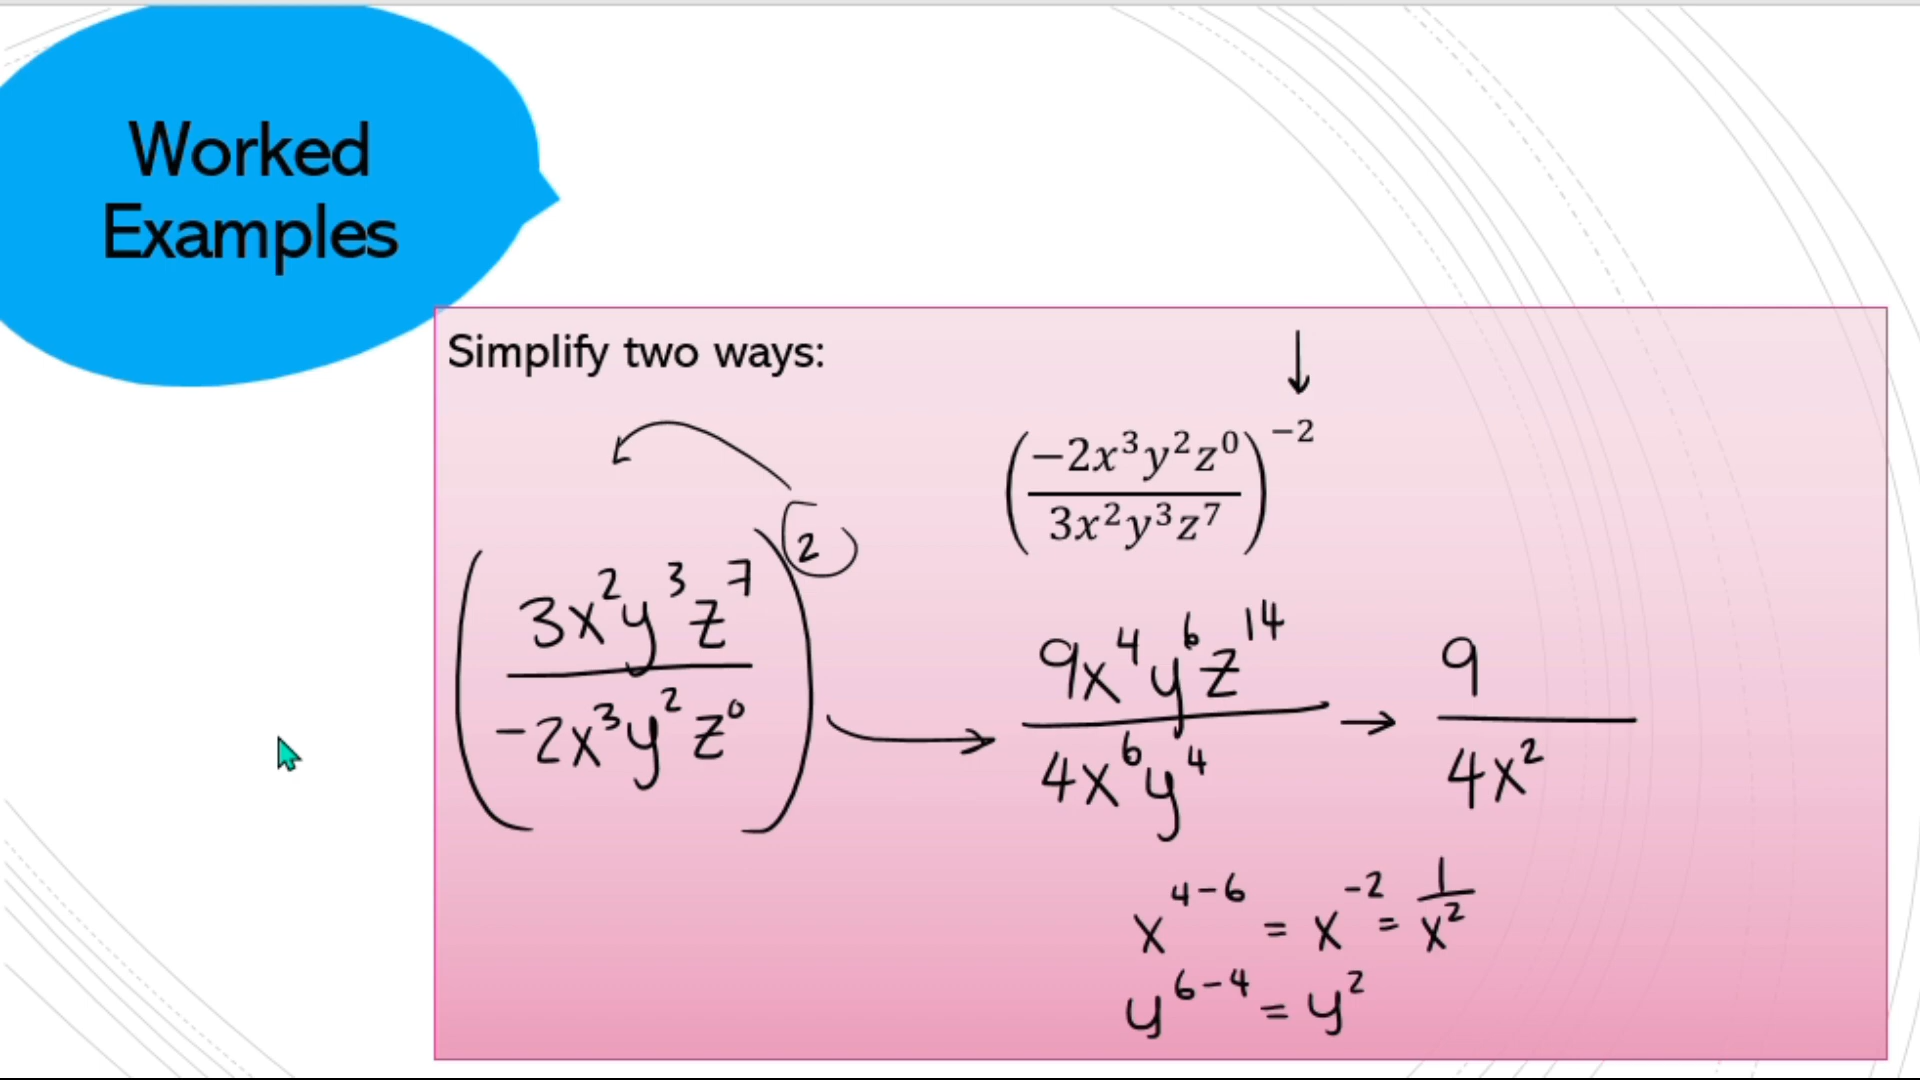 Worked
Examples
Simplify two ways:
(−2x³y²z⁰ / 3x²y³z⁷)⁻²
(3x²y³z⁷ / -2x³y²z⁰)²
→ 9x⁴y⁶z¹⁴ / 4x⁶y⁴ → 9 / 4x²
x⁴⁻⁶ = x⁻² = 1/x²
y⁶⁻⁴ = y²